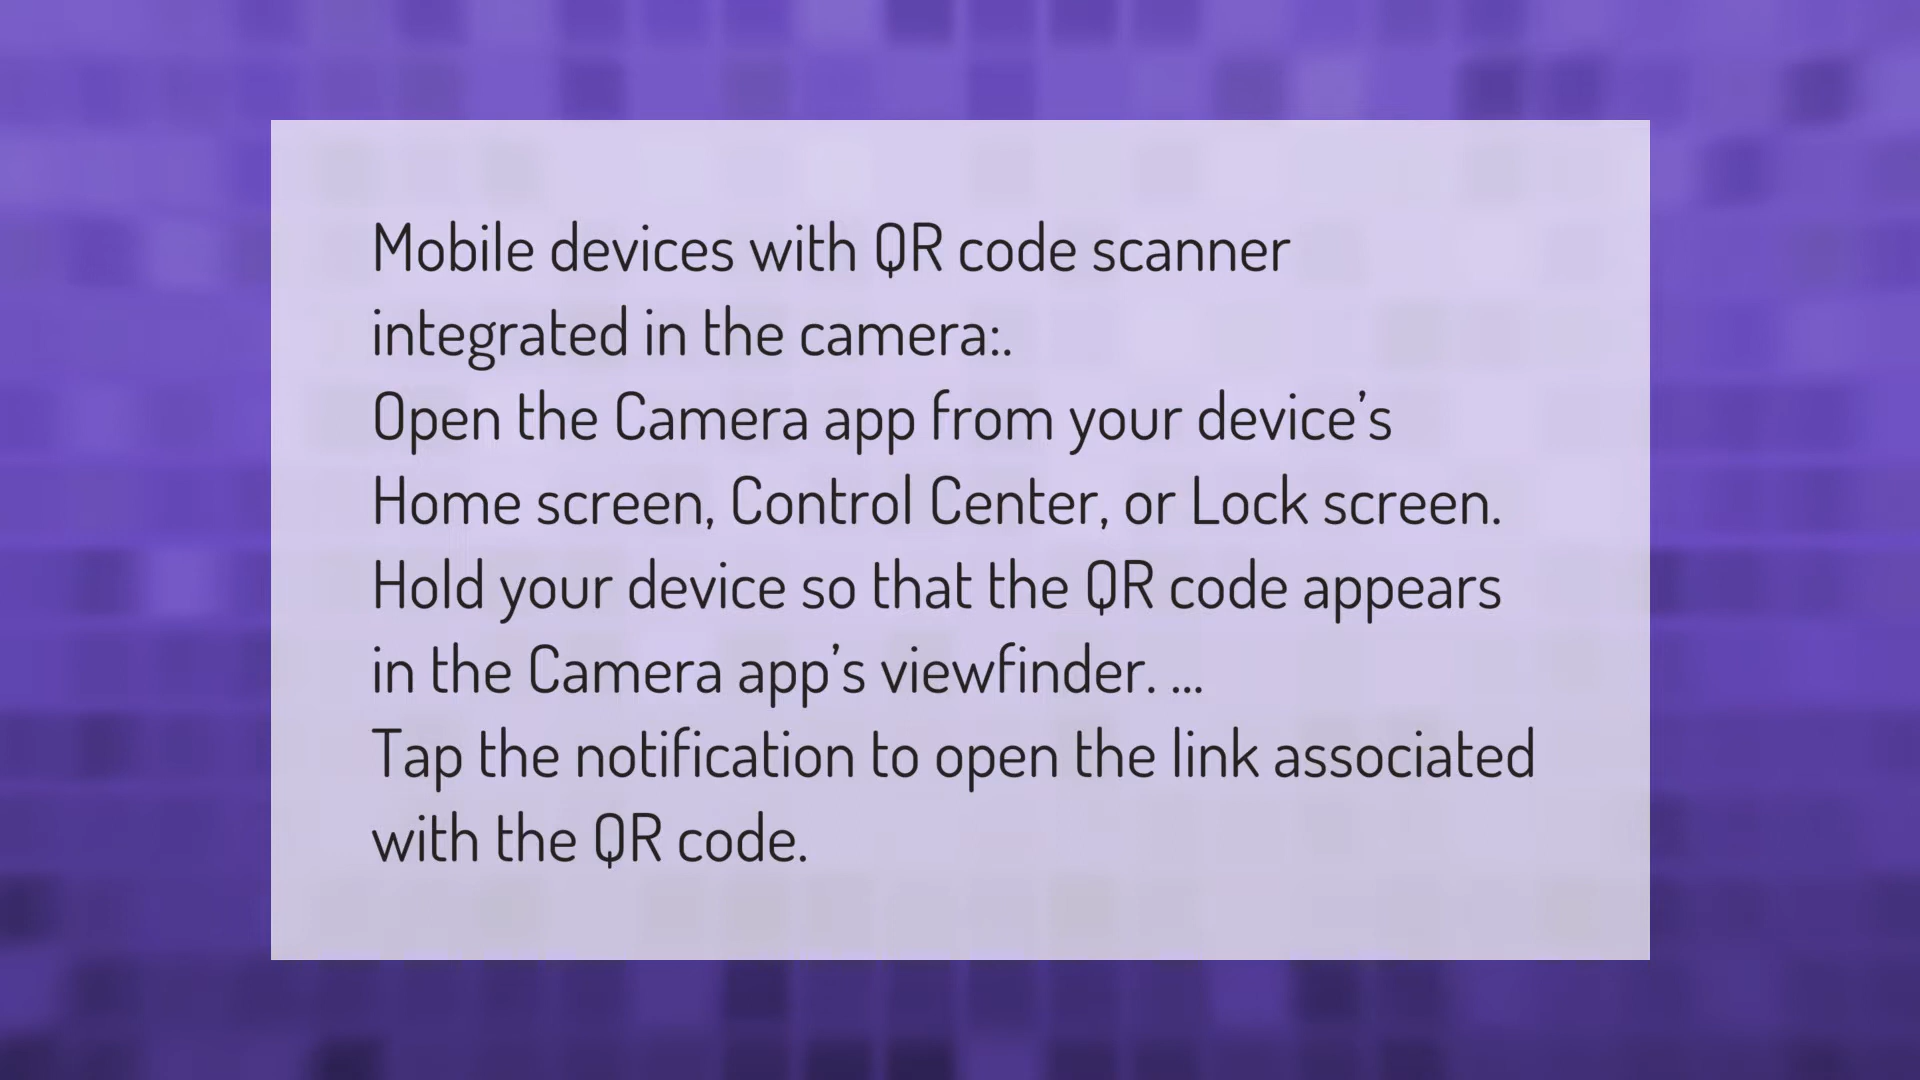 Mobile devices with QR code scanner
integrated in the camera:.
Open the Camera app from your device’s
Home screen, Control Center, or Lock screen.
Hold your device so that the QR code appears
in the Camera app’s viewfinder. ...
Tap the notification to open the link associated
with the QR code.